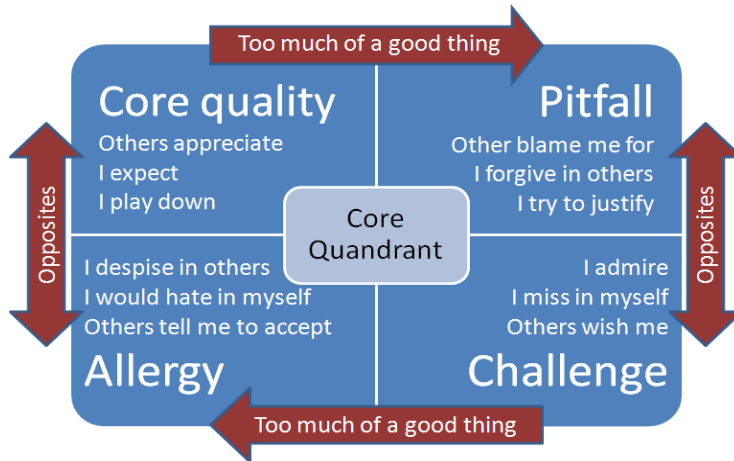 Too much of a good thing
Core quality
Others appreciate
I expect
I play down
Pitfall
Other blame me for
I forgive in others
I try to justify
Opposites
Core
Quandrant
Opposites
I despise in others
I would hate in myself
Others tell me to accept
Allergy
I admire
I miss in myself
Others wish me
Challenge
Too much of a good thing